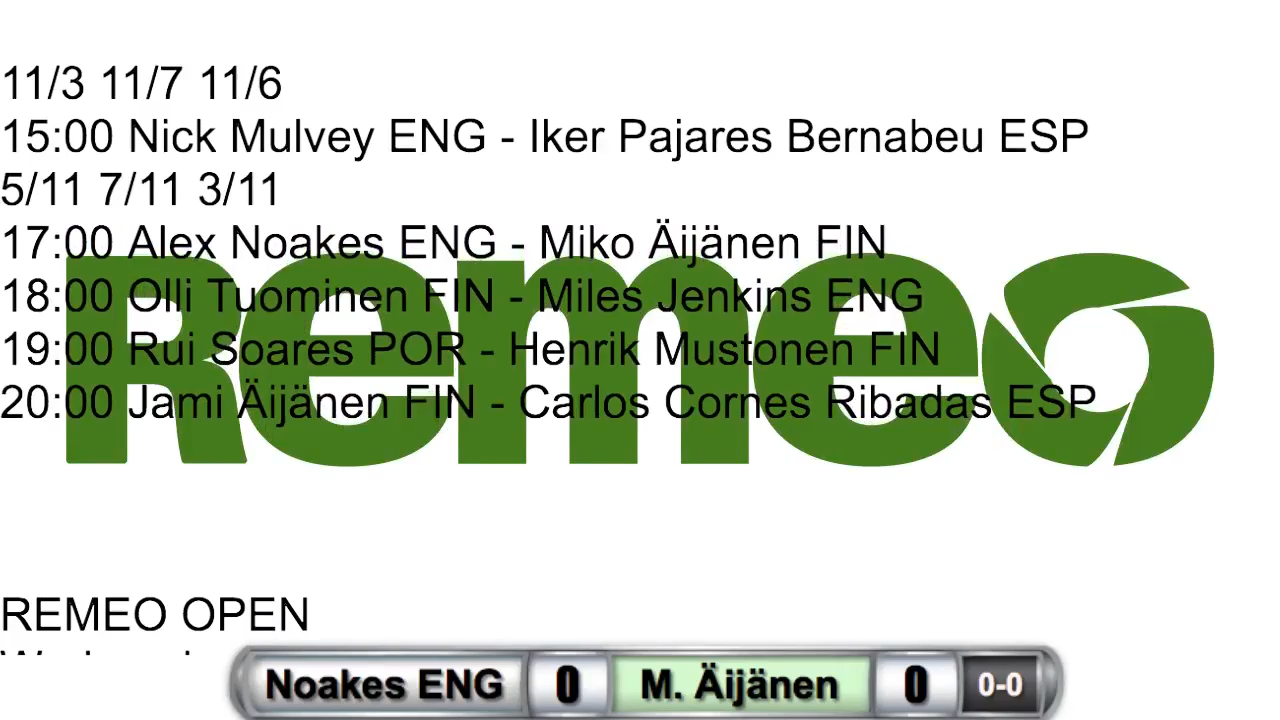 11/3 11/7 11/6
15:00 Nick Mulvey ENG - Iker Pajares Bernabeu ESP
5/11 7/11 3/11
17:00 Alex Noakes ENG - Miko Äijänen FIN
18:00 Olli Tuominen FIN - Miles Jenkins ENG
19:00 Rui Soares POR - Henrik Mustonen FIN
20:00 Jami Äijänen FIN - Carlos Cornes Ribadas ESP
Remeo
REMEO OPEN
Noakes ENG 0 M. Äijänen 0 0-0